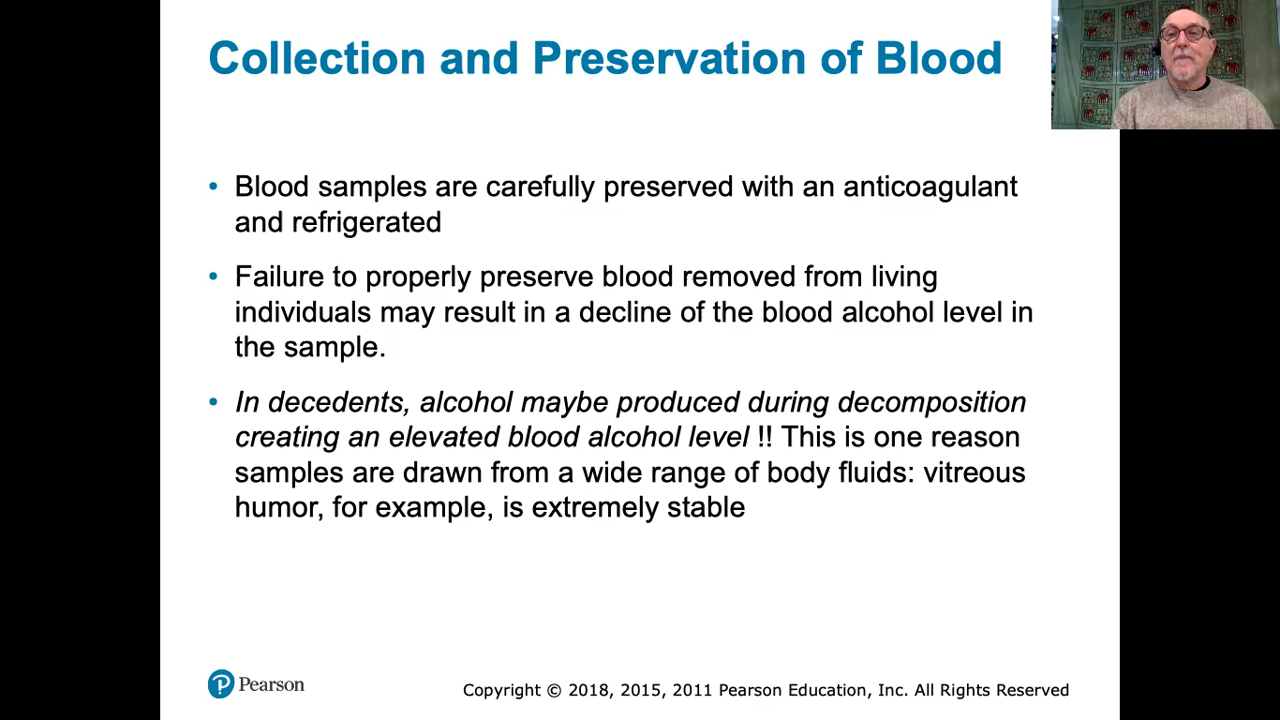 Collection and Preservation of Blood
• Blood samples are carefully preserved with an anticoagulant
and refrigerated
• Failure to properly preserve blood removed from living
individuals may result in a decline of the blood alcohol level in
the sample.
• In decedents, alcohol maybe produced during decomposition
creating an elevated blood alcohol level !! This is one reason
samples are drawn from a wide range of body fluids: vitreous
humor, for example, is extremely stable
Pearson
Copyright © 2018, 2015, 2011 Pearson Education, Inc. All Rights Reserved